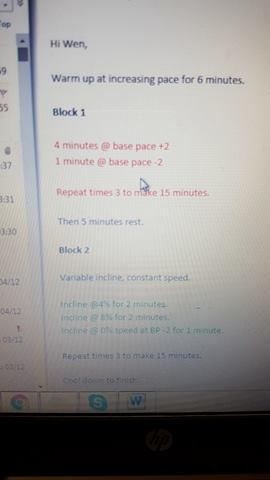 Hi Wen,
Warm up at increasing pace for 6 minutes.
Block 1
4 minutes @ base pace +2
1 minute @ base pace -2
Repeat times 3 to make 15 minutes.
Then 5 minutes rest.
Block 2
Variable incline, constant speed.
Incline @4% for 2 minutes.
Incline @ 8% for 2 minutes.
Incline @ 0% speed at BP -2 for 1 minute.
Repeat times 3 to make 15 minutes.
Cool down to finish.
Top
59
55
:37
3:31
3:30
04/12
04/12
03/12
03/12
S
W
hp